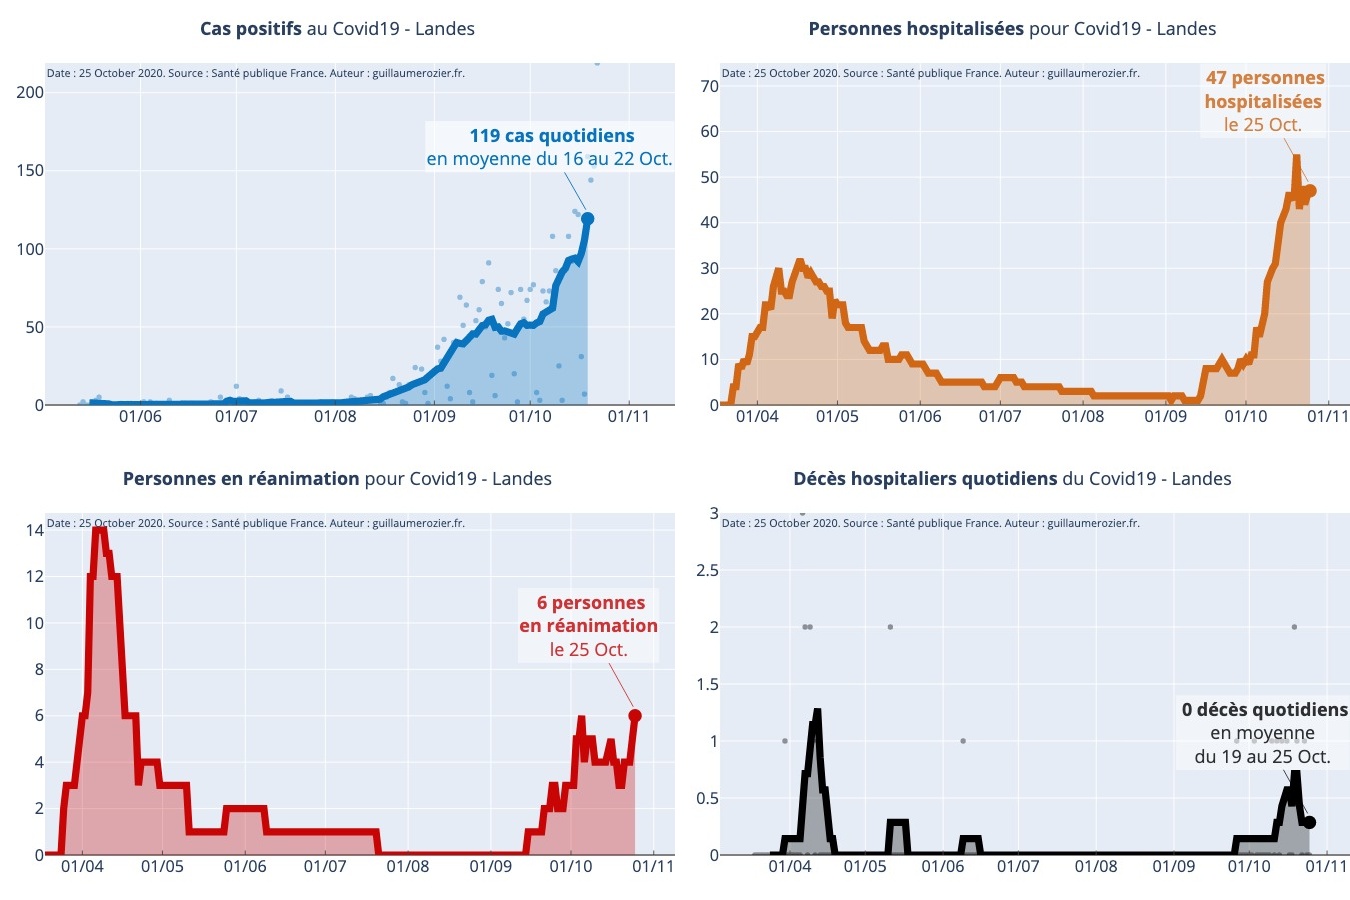 Cas positifs au Covid19 - Landes
Date : 25 October 2020. Source : Santé publique France. Auteur : guillaumerozier.fr.
200
150
100
50
0
119 cas quotidiens
en moyenne du 16 au 22 Oct.
01/06 01/07 01/08 01/09 01/10 01/11
Personnes hospitalisées pour Covid19 - Landes
Date : 25 October 2020. Source : Santé publique France. Auteur : guillaumerozier.fr.
70
60
50
40
30
20
10
0
47 personnes
hospitalisées
le 25 Oct.
01/04 01/05 01/06 01/07 01/08 01/09 01/10 01/11
Personnes en réanimation pour Covid19 - Landes
Date : 25 October 2020. Source : Santé publique France. Auteur : guillaumerozier.fr.
14
12
10
8
6
4
2
0
6 personnes
en réanimation
le 25 Oct.
01/04 01/05 01/06 01/07 01/08 01/09 01/10 01/11
Décès hospitaliers quotidiens du Covid19 - Landes
Date : 25 October 2020. Source : Santé publique France. Auteur : guillaumerozier.fr.
3
2.5
2
1.5
1
0.5
0
0 décès quotidiens
en moyenne
du 19 au 25 Oct.
01/04 01/05 01/06 01/07 01/08 01/09 01/10 01/11